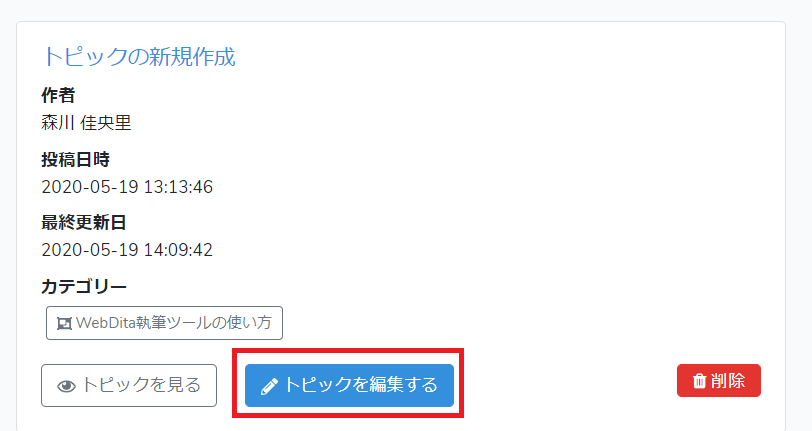 トピックの新規作成
作者
森川 佳央里
投稿日時
2020-05-19 13:13:46
最終更新日
2020-05-19 14:09:42
カテゴリー
WebDita執筆ツールの使い方
トピックを見る トピックを編集する 削除